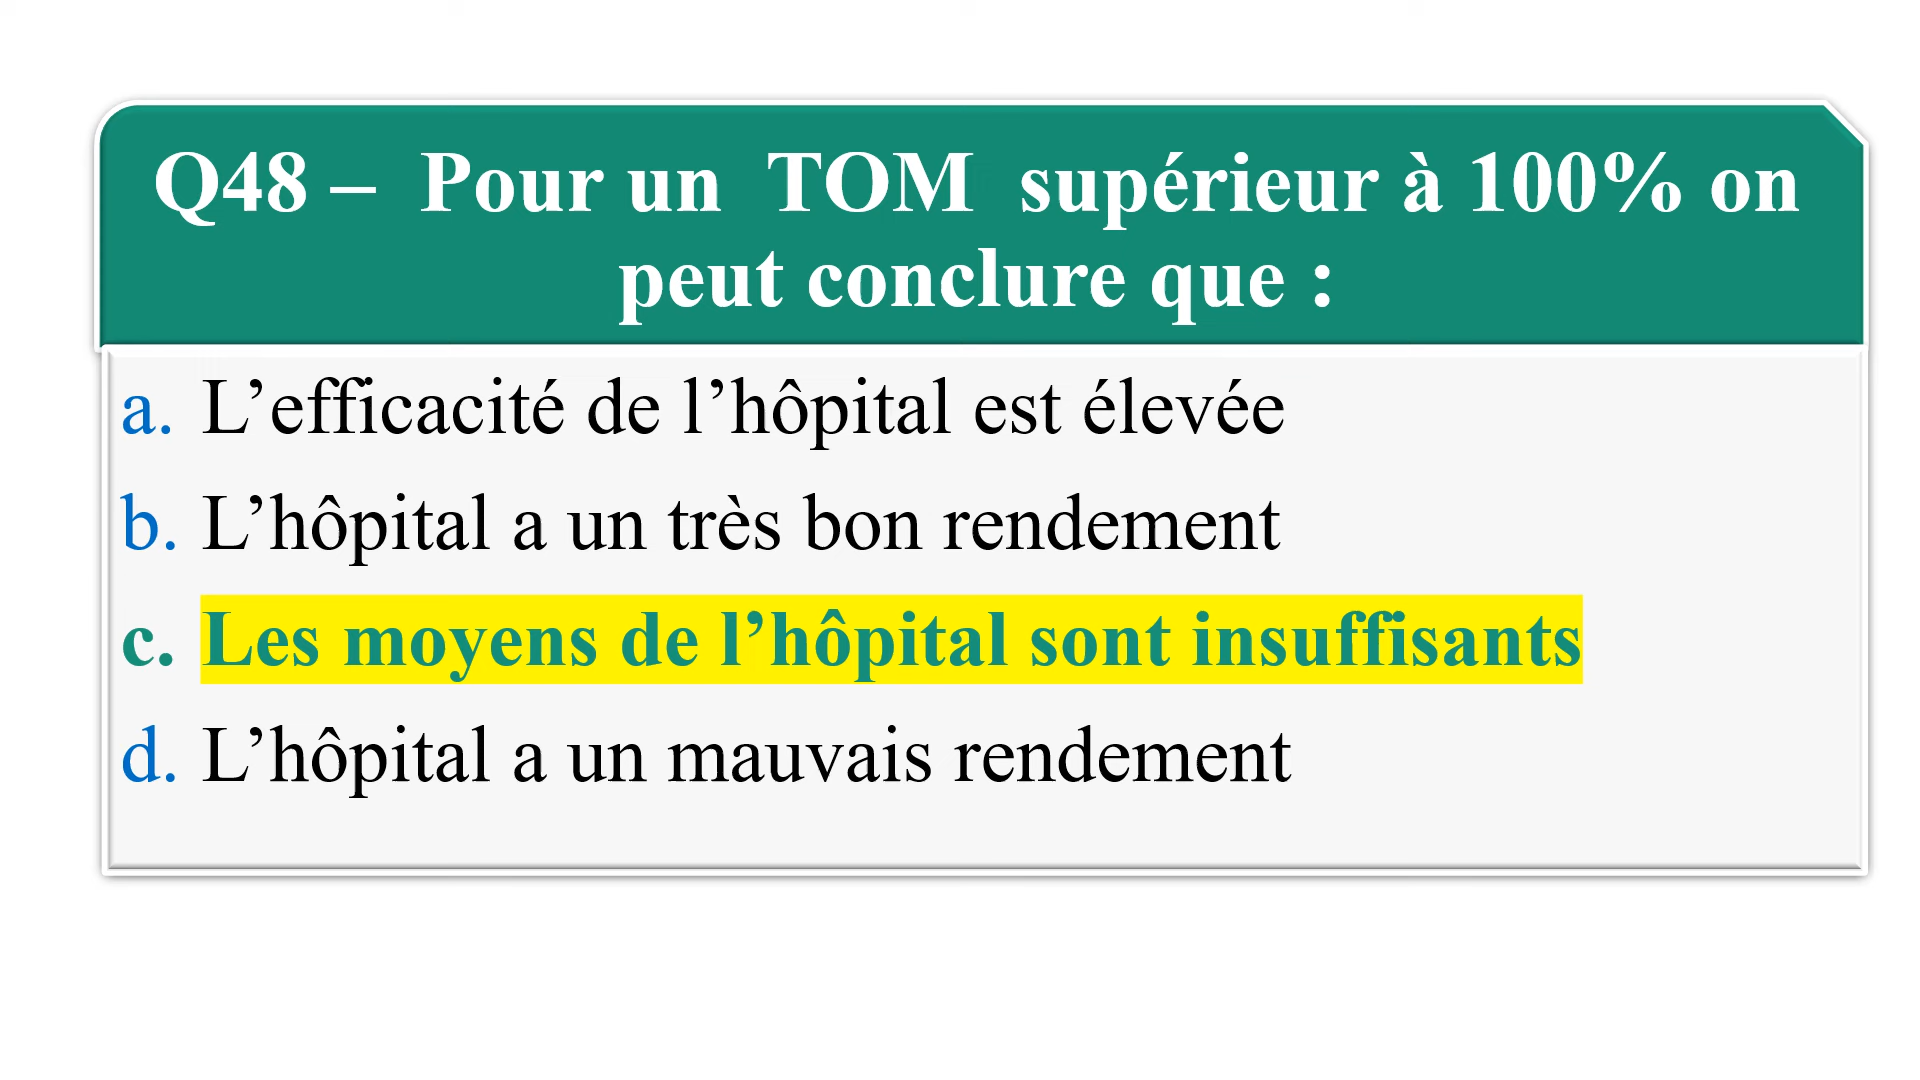 Q48 – Pour un TOM supérieur à 100% on
peut conclure que :
a. L’efficacité de l’hôpital est élevée
b. L’hôpital a un très bon rendement
c. Les moyens de l’hôpital sont insuffisants
d. L’hôpital a un mauvais rendement